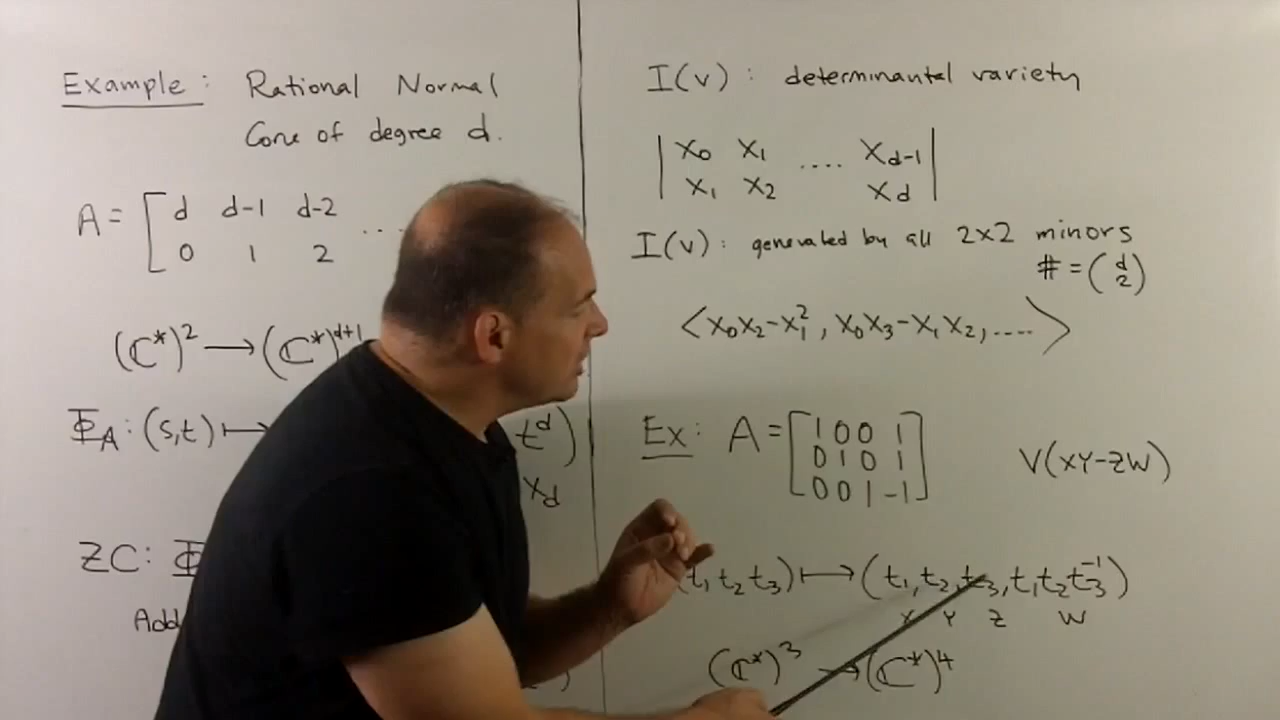 Example: Rational Normal
Cone of degree d.
A = [ d d-1 d-2 ....
0 1 2
(ℂ*)² → (ℂ*)ᵈ⁺¹
Φ_A : (s,t) ↦ tᵈ)
x_d
ZC: Φ
Add
I(V) : determinantal variety
| x₀ x₁ .... x_{d-1} |
| x₁ x₂ x_d |
I(V) : generated by all 2x2 minors
# = (d 2)
<x₀x₂-x₁², x₀x₃-x₁x₂, ....>
Ex: A = [ 1 0 0 1
0 1 0 1
0 0 1 -1 ]
V(XY-ZW)
t₁ t₂ t₃) ↦ (t₁, t₂, t₃, t₁t₂t₃⁻¹)
X Y Z W
(ℂ*)³ → (ℂ*)⁴